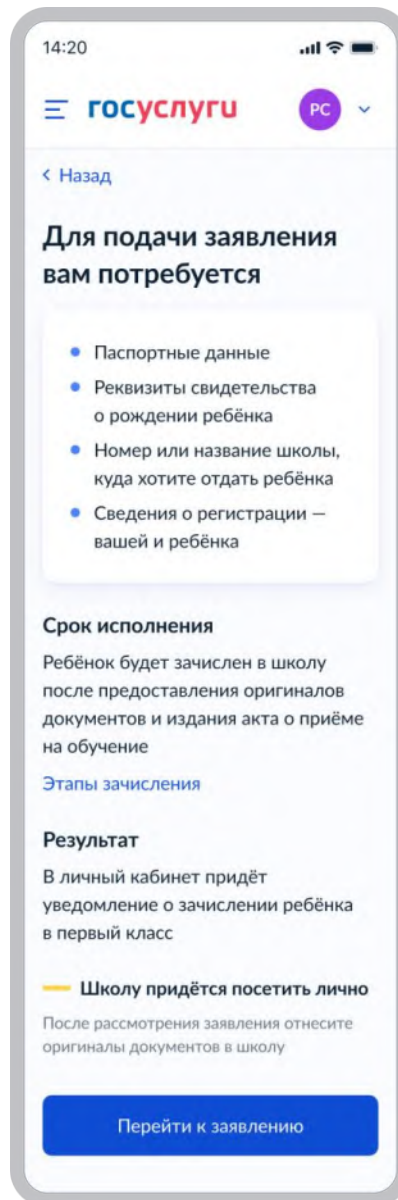 14:20
госуслуги
РС
Назад
Для подачи заявления
вам потребуется
Паспортные данные
Реквизиты свидетельства
о рождении ребёнка
Номер или название школы,
куда хотите отдать ребёнка
Сведения о регистрации —
вашей и ребёнка
Срок исполнения
Ребёнок будет зачислен в школу
после предоставления оригиналов
документов и издания акта о приёме
на обучение
Этапы зачисления
Результат
В личный кабинет придёт
уведомление о зачислении ребёнка
в первый класс
Школу придётся посетить лично
После рассмотрения заявления отнесите
оригиналы документов в школу
Перейти к заявлению